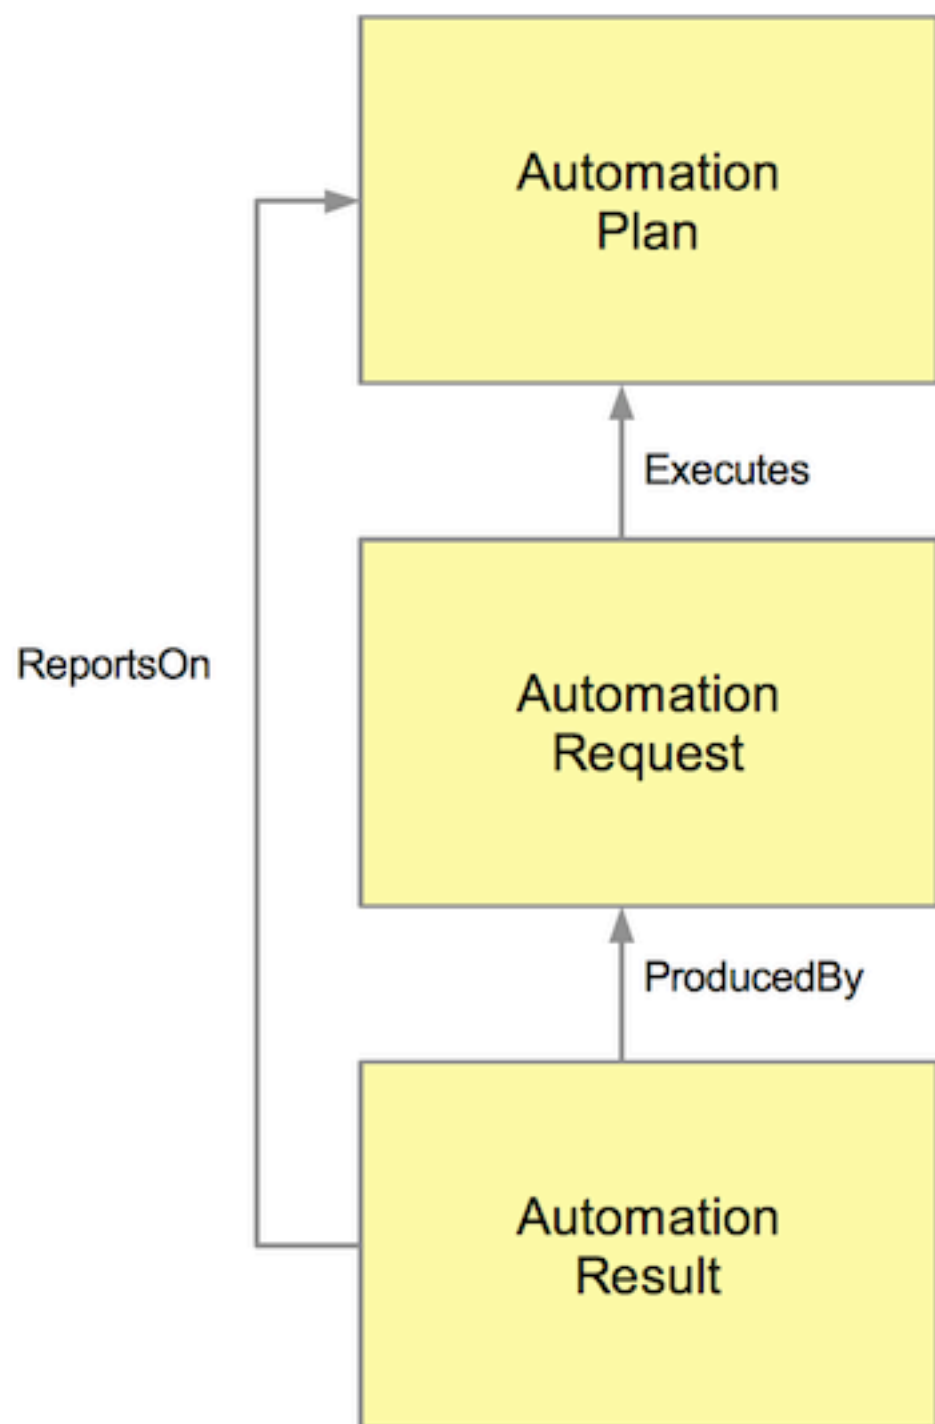 Automation
Plan
Executes
ReportsOn
Automation
Request
ProducedBy
Automation
Result